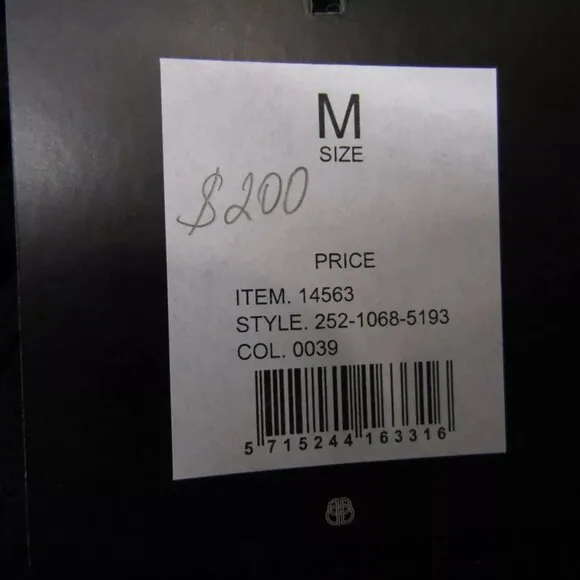 M
SIZE
$200
PRICE
ITEM. 14563
STYLE. 252-1068-5193
COL. 0039
5 715244 163316